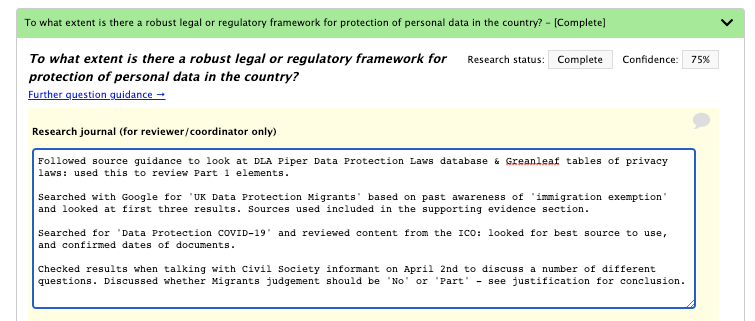 To what extent is there a robust legal or regulatory framework for protection of personal data in the country? - [Complete]
To what extent is there a robust legal or regulatory framework for
protection of personal data in the country?
Research status: Complete Confidence: 75%
Further question guidance →
Research journal (for reviewer/coordinator only)
Followed source guidance to look at DLA Piper Data Protection Laws database & Greanleaf tables of privacy
laws: used this to review Part 1 elements.
Searched with Google for 'UK Data Protection Migrants' based on past awareness of 'immigration exemption'
and looked at first three results. Sources used included in the supporting evidence section.
Searched for 'Data Protection COVID-19' and reviewed content from the ICO: looked for best source to use,
and confirmed dates of documents.
Checked results when talking with Civil Society informant on April 2nd to discuss a number of different
questions. Discussed whether Migrants judgement should be 'No' or 'Part' - see justification for conclusion.